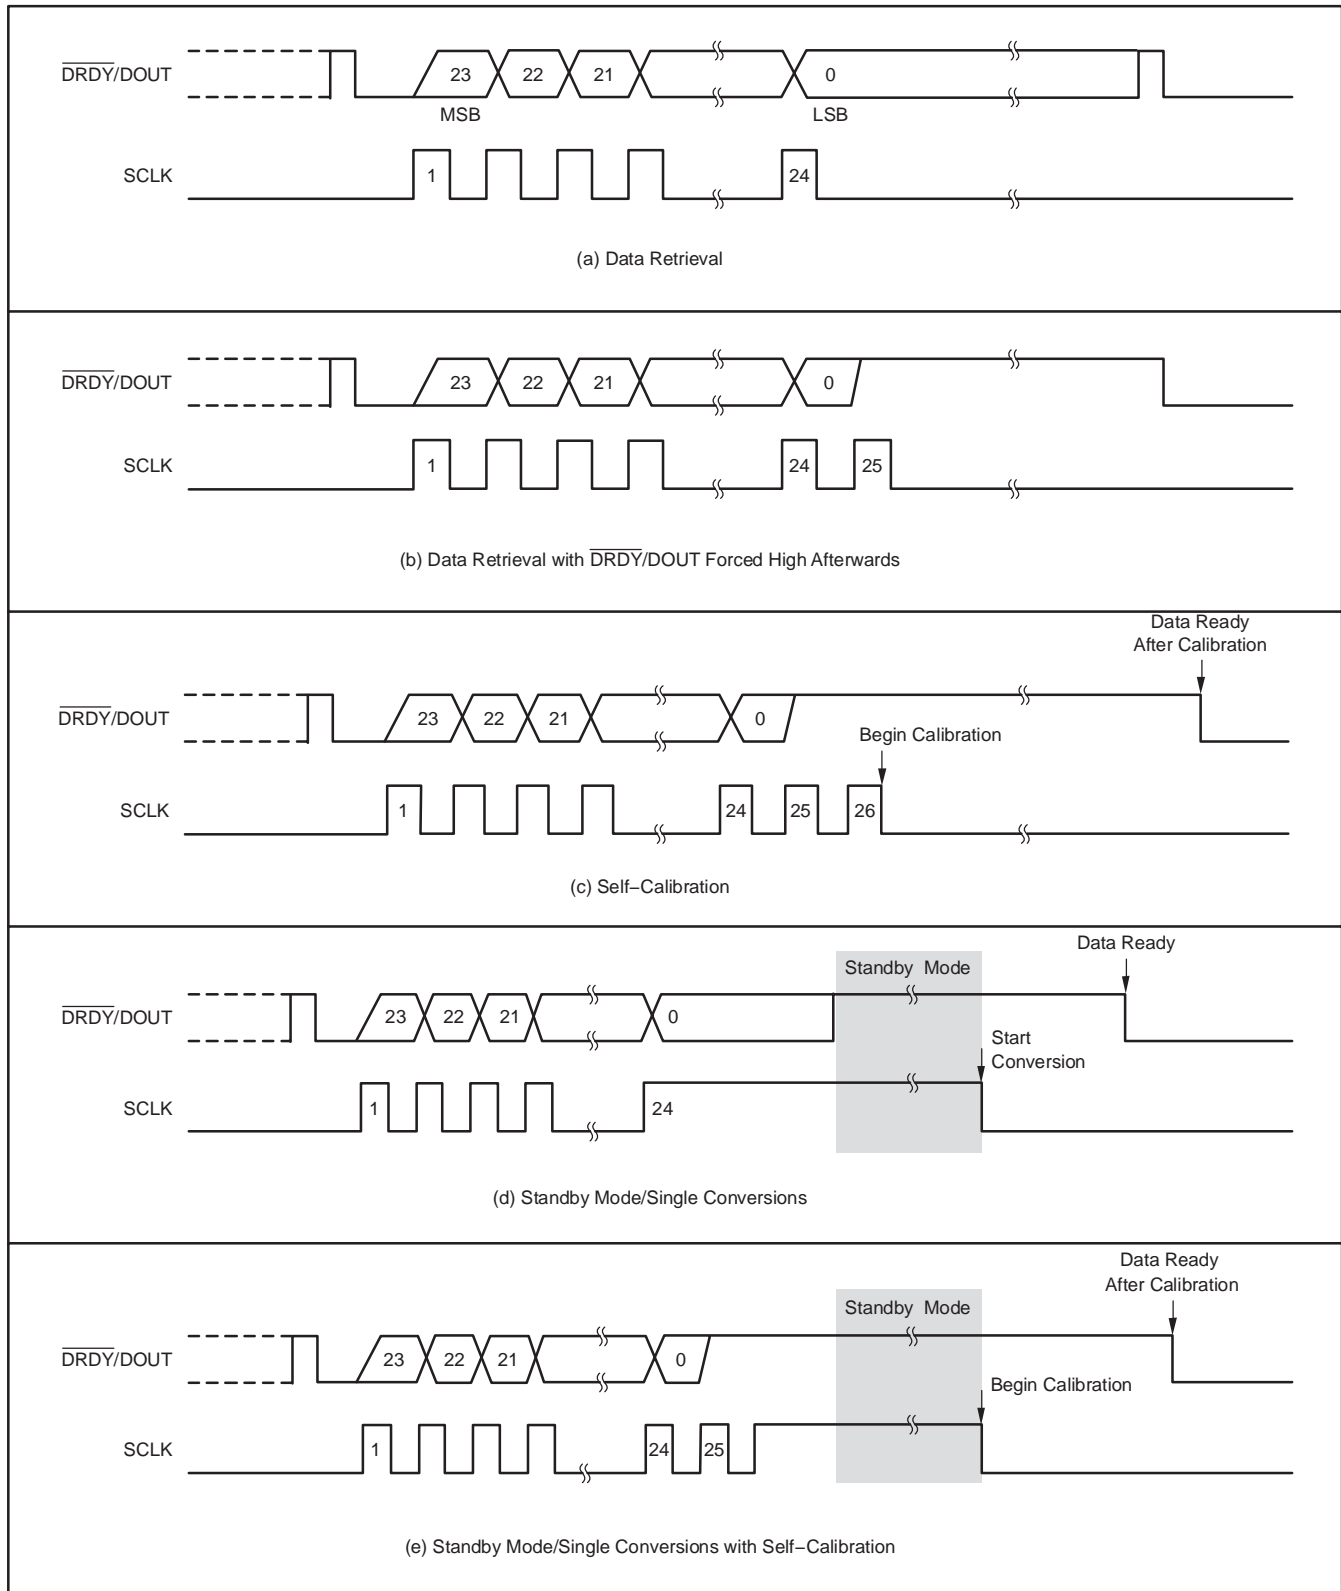 DRDY/DOUT
23
22
21
0
MSB
LSB
SCLK
1
24
(a) Data Retrieval
DRDY/DOUT
23
22
21
0
SCLK
1
24
25
(b) Data Retrieval with DRDY/DOUT Forced High Afterwards
Data Ready
After Calibration
DRDY/DOUT
23
22
21
0
Begin Calibration
SCLK
1
24
25
26
(c) Self−Calibration
Data Ready
Standby Mode
DRDY/DOUT
23
22
21
0
Start
Conversion
SCLK
1
24
(d) Standby Mode/Single Conversions
Data Ready
After Calibration
Standby Mode
DRDY/DOUT
23
22
21
0
Begin Calibration
SCLK
1
24
25
(e) Standby Mode/Single Conversions with Self−Calibration